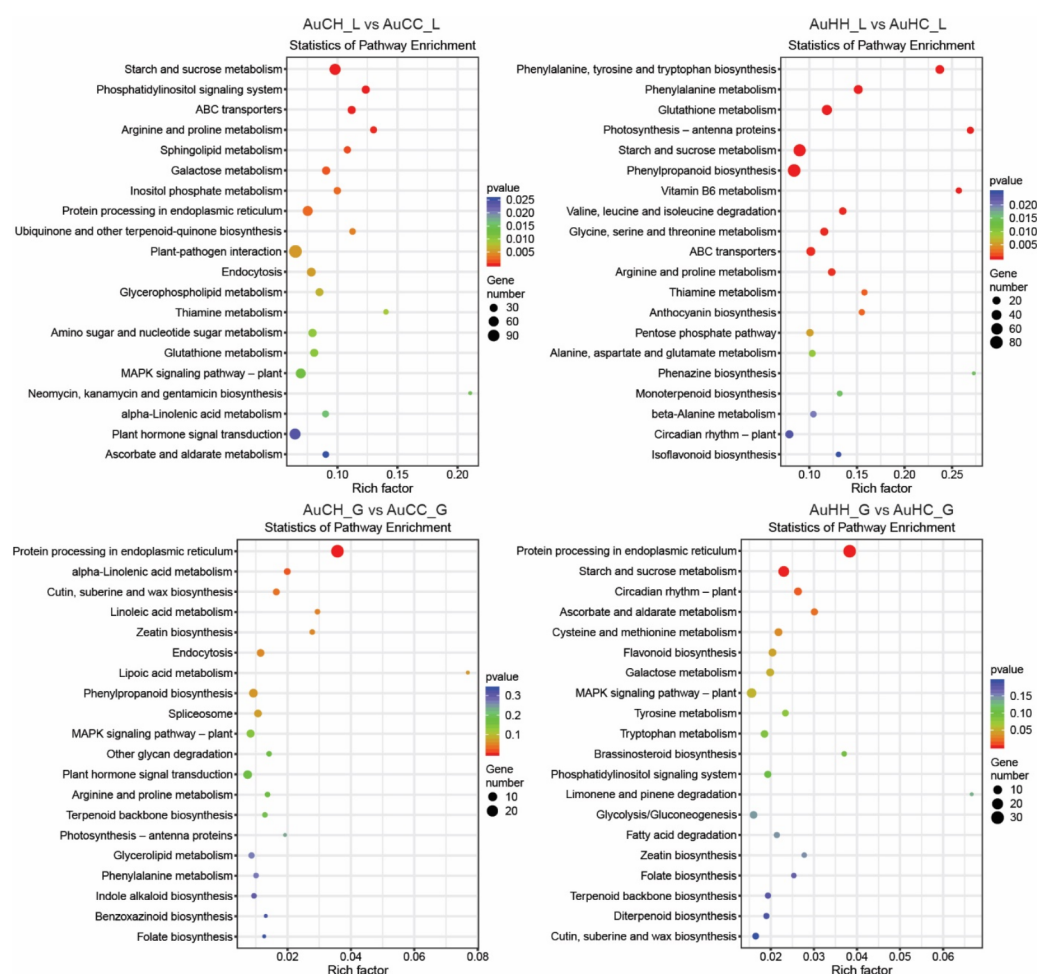 AuCH_L vs AuCC_L
Statistics of Pathway Enrichment
Starch and sucrose metabolism
Phosphatidylinositol signaling system
ABC transporters
Arginine and proline metabolism
Sphingolipid metabolism
Galactose metabolism
Inositol phosphate metabolism
Protein processing in endoplasmic reticulum
Ubiquinone and other terpenoid-quinone biosynthesis
Plant-pathogen interaction
Endocytosis
Glycerophospholipid metabolism
Thiamine metabolism
Amino sugar and nucleotide sugar metabolism
Glutathione metabolism
MAPK signaling pathway – plant
Neomycin, kanamycin and gentamicin biosynthesis
alpha-Linolenic acid metabolism
Plant hormone signal transduction
Ascorbate and aldarate metabolism
0.10 0.15 0.20
Rich factor
pvalue
0.025
0.020
0.015
0.010
0.005
Gene
number
30
60
90
AuHH_L vs AuHC_L
Statistics of Pathway Enrichment
Phenylalanine, tyrosine and tryptophan biosynthesis
Phenylalanine metabolism
Glutathione metabolism
Photosynthesis – antenna proteins
Starch and sucrose metabolism
Phenylpropanoid biosynthesis
Vitamin B6 metabolism
Valine, leucine and isoleucine degradation
Glycine, serine and threonine metabolism
ABC transporters
Arginine and proline metabolism
Thiamine metabolism
Anthocyanin biosynthesis
Pentose phosphate pathway
Alanine, aspartate and glutamate metabolism
Phenazine biosynthesis
Monoterpenoid biosynthesis
beta-Alanine metabolism
Circadian rhythm – plant
Isoflavonoid biosynthesis
0.10 0.15 0.20 0.25
Rich factor
pvalue
0.020
0.015
0.010
0.005
Gene
number
20
40
60
80
AuCH_G vs AuCC_G
Statistics of Pathway Enrichment
Protein processing in endoplasmic reticulum
alpha-Linolenic acid metabolism
Cutin, suberine and wax biosynthesis
Linoleic acid metabolism
Zeatin biosynthesis
Endocytosis
Lipoic acid metabolism
Phenylpropanoid biosynthesis
Spliceosome
MAPK signaling pathway – plant
Other glycan degradation
Plant hormone signal transduction
Arginine and proline metabolism
Terpenoid backbone biosynthesis
Photosynthesis – antenna proteins
Glycerolipid metabolism
Phenylalanine metabolism
Indole alkaloid biosynthesis
Benzoxazinoid biosynthesis
Folate biosynthesis
0.02 0.04 0.06 0.08
Rich factor
pvalue
0.3
0.2
0.1
Gene
number
10
20
AuHH_G vs AuHC_G
Statistics of Pathway Enrichment
Protein processing in endoplasmic reticulum
Starch and sucrose metabolism
Circadian rhythm – plant
Ascorbate and aldarate metabolism
Cysteine and methionine metabolism
Flavonoid biosynthesis
Galactose metabolism
MAPK signaling pathway – plant
Tyrosine metabolism
Tryptophan metabolism
Brassinosteroid biosynthesis
Phosphatidylinositol signaling system
Limonene and pinene degradation
Glycolysis/Gluconeogenesis
Fatty acid degradation
Zeatin biosynthesis
Folate biosynthesis
Terpenoid backbone biosynthesis
Diterpenoid biosynthesis
Cutin, suberine and wax biosynthesis
0.02 0.03 0.04 0.05 0.06
Rich factor
pvalue
0.15
0.10
0.05
Gene
number
10
20
30